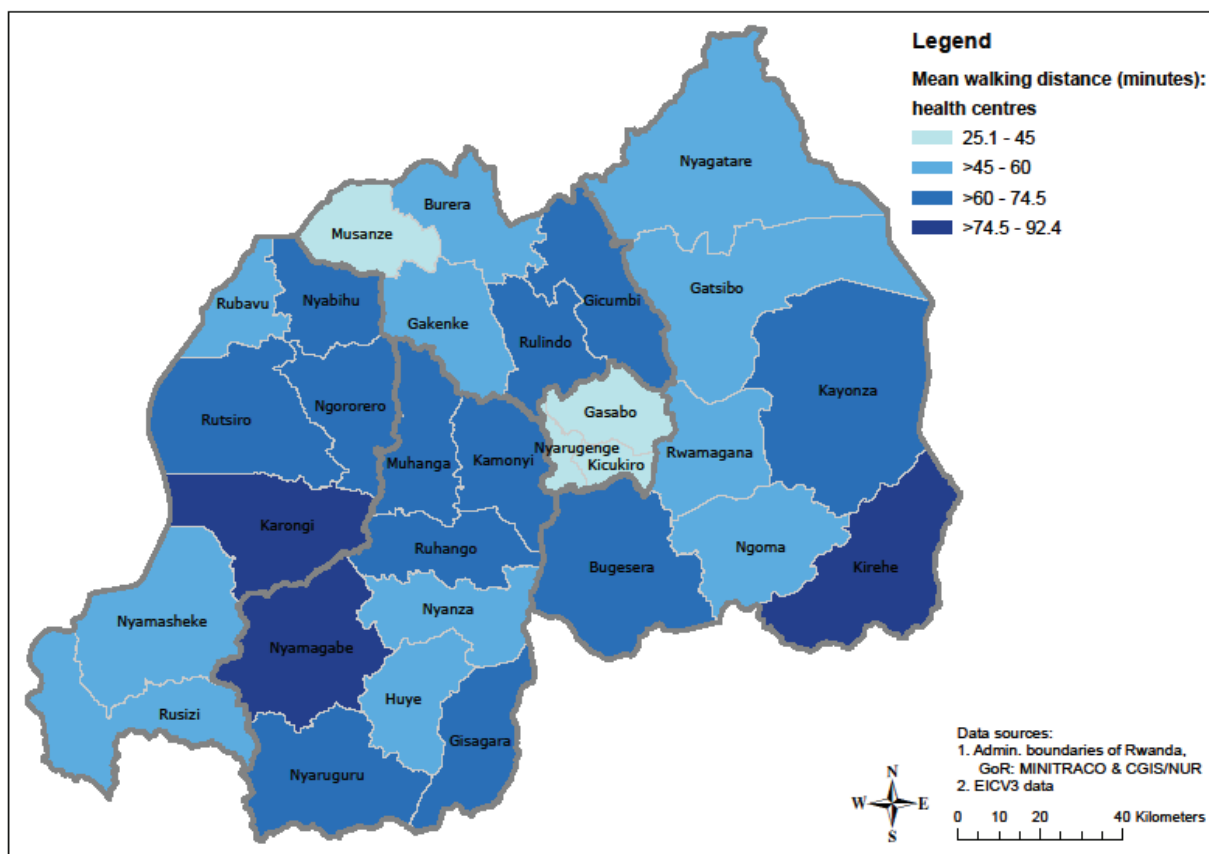 Legend
Mean walking distance (minutes):
health centres
25.1 - 45
>45 - 60
>60 - 74.5
>74.5 - 92.4
Nyagatare
Burera
Musanze
Rubavu
Nyabihu
Gakenke
Gicumbi
Gatsibo
Rulindo
Kayonza
Rutsiro
Ngororero
Gasabo
Muhanga
Kamonyi
Nyarugenge
Kicukiro
Rwamagana
Karongi
Ruhango
Bugesera
Ngoma
Kirehe
Nyamasheke
Nyamagabe
Nyanza
Huye
Rusizi
Gisagara
Nyaruguru
Data sources:
1. Admin. boundaries of Rwanda,
GoR: MINITRACO & CGIS/NUR
2. EICV3 data
N
W E
S
0 10 20 40 Kilometers